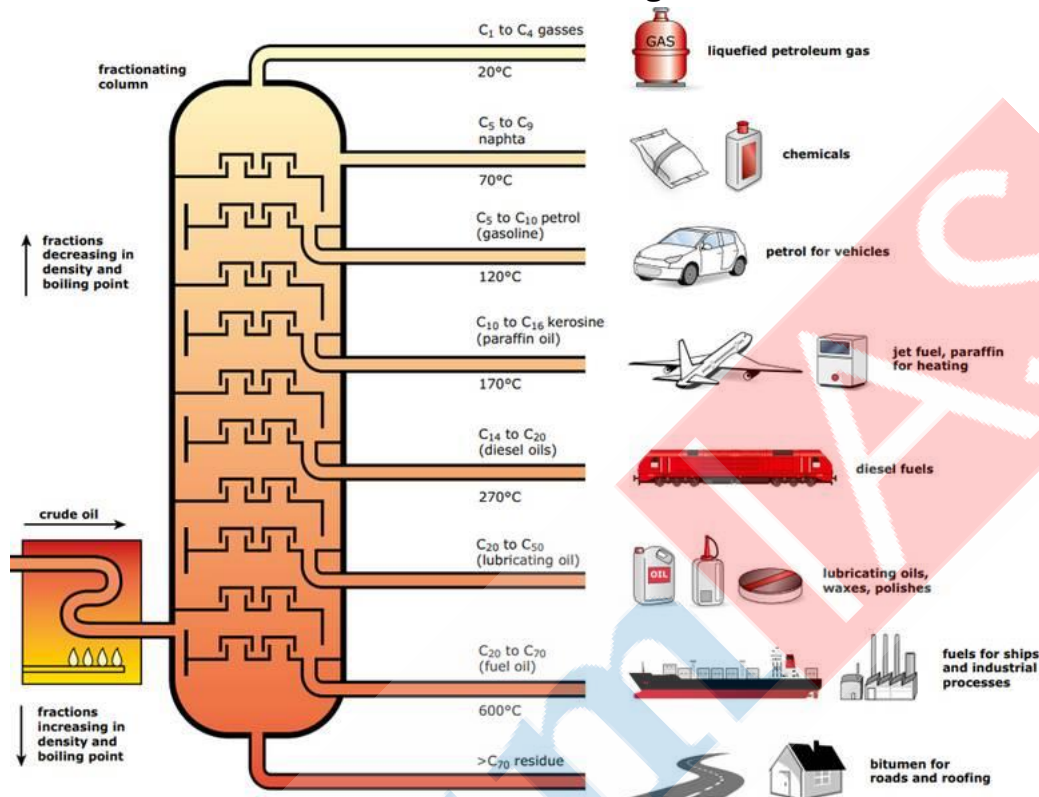 C₁ to C₄ gasses
GAS
liquefied petroleum gas
fractionating
column
20°C
C₅ to C₉
naphta
chemicals
70°C
C₅ to C₁₀ petrol
(gasoline)
fractions
decreasing in
density and
boiling point
petrol for vehicles
120°C
C₁₀ to C₁₆ kerosine
(paraffin oil)
jet fuel, paraffin
for heating
170°C
C₁₄ to C₂₀
(diesel oils)
diesel fuels
270°C
crude oil
C₂₀ to C₅₀
(lubricating oil)
OIL
lubricating oils,
waxes, polishes
C₂₀ to C₇₀
(fuel oil)
fuels for ships
and industrial
processes
600°C
fractions
increasing in
density and
boiling point
>C₇₀ residue
bitumen for
roads and roofing